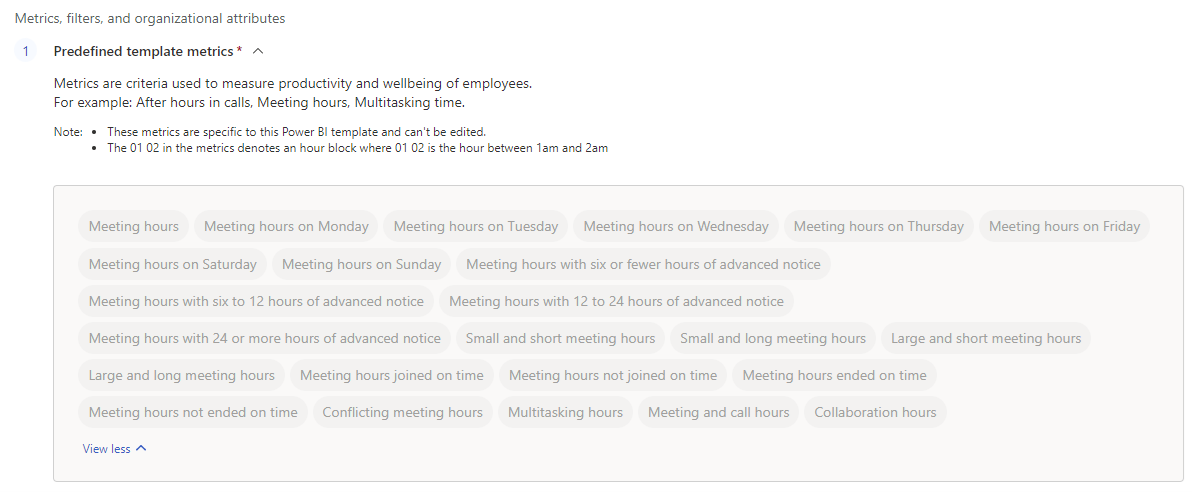 Metrics, filters, and organizational attributes
1 Predefined template metrics *
Metrics are criteria used to measure productivity and wellbeing of employees.
For example: After hours in calls, Meeting hours, Multitasking time.
Note: • These metrics are specific to this Power BI template and can't be edited.
• The 01 02 in the metrics denotes an hour block where 01 02 is the hour between 1am and 2am
Meeting hours Meeting hours on Monday Meeting hours on Tuesday Meeting hours on Wednesday Meeting hours on Thursday Meeting hours on Friday
Meeting hours on Saturday Meeting hours on Sunday Meeting hours with six or fewer hours of advanced notice
Meeting hours with six to 12 hours of advanced notice Meeting hours with 12 to 24 hours of advanced notice
Meeting hours with 24 or more hours of advanced notice Small and short meeting hours Small and long meeting hours Large and short meeting hours
Large and long meeting hours Meeting hours joined on time Meeting hours not joined on time Meeting hours ended on time
Meeting hours not ended on time Conflicting meeting hours Multitasking hours Meeting and call hours Collaboration hours
View less